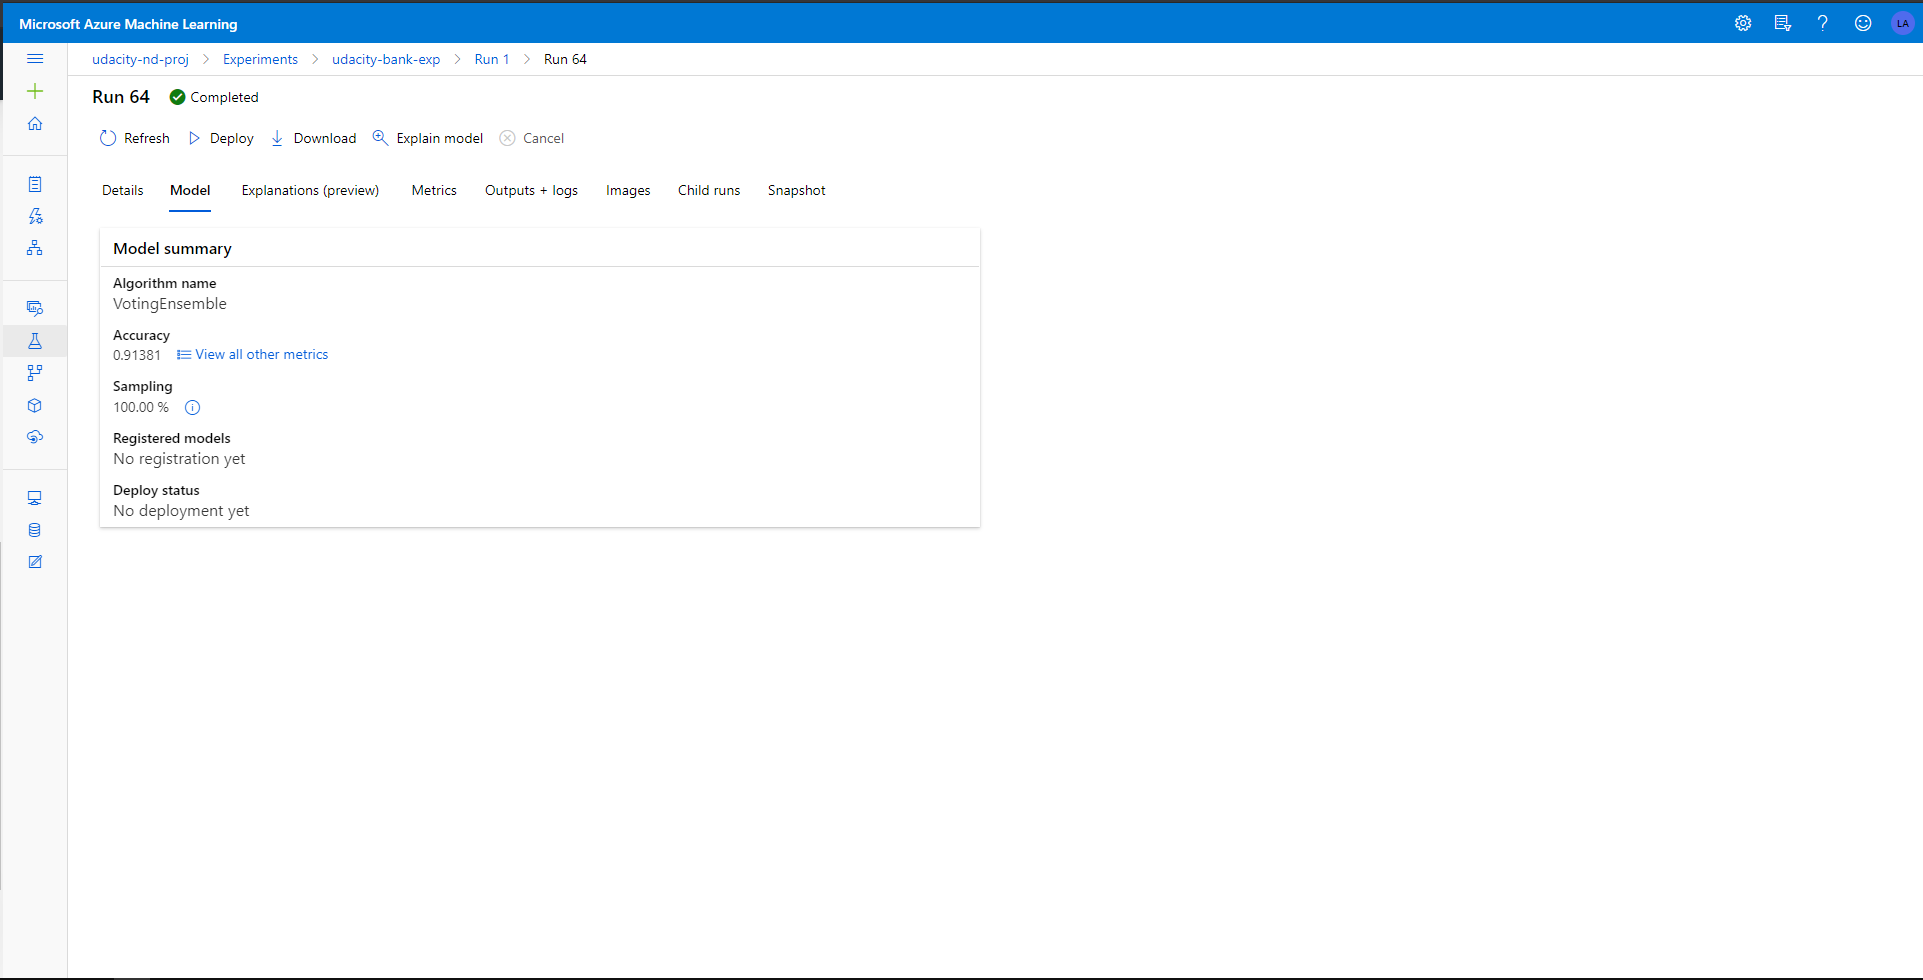 Microsoft Azure Machine Learning
LA
udacity-nd-proj > Experiments > udacity-bank-exp > Run 1 > Run 64
Run 64 Completed
Refresh Deploy Download Explain model Cancel
Details Model Explanations (preview) Metrics Outputs + logs Images Child runs Snapshot
Model summary
Algorithm name
VotingEnsemble
Accuracy
0.91381 View all other metrics
Sampling
100.00 %
Registered models
No registration yet
Deploy status
No deployment yet